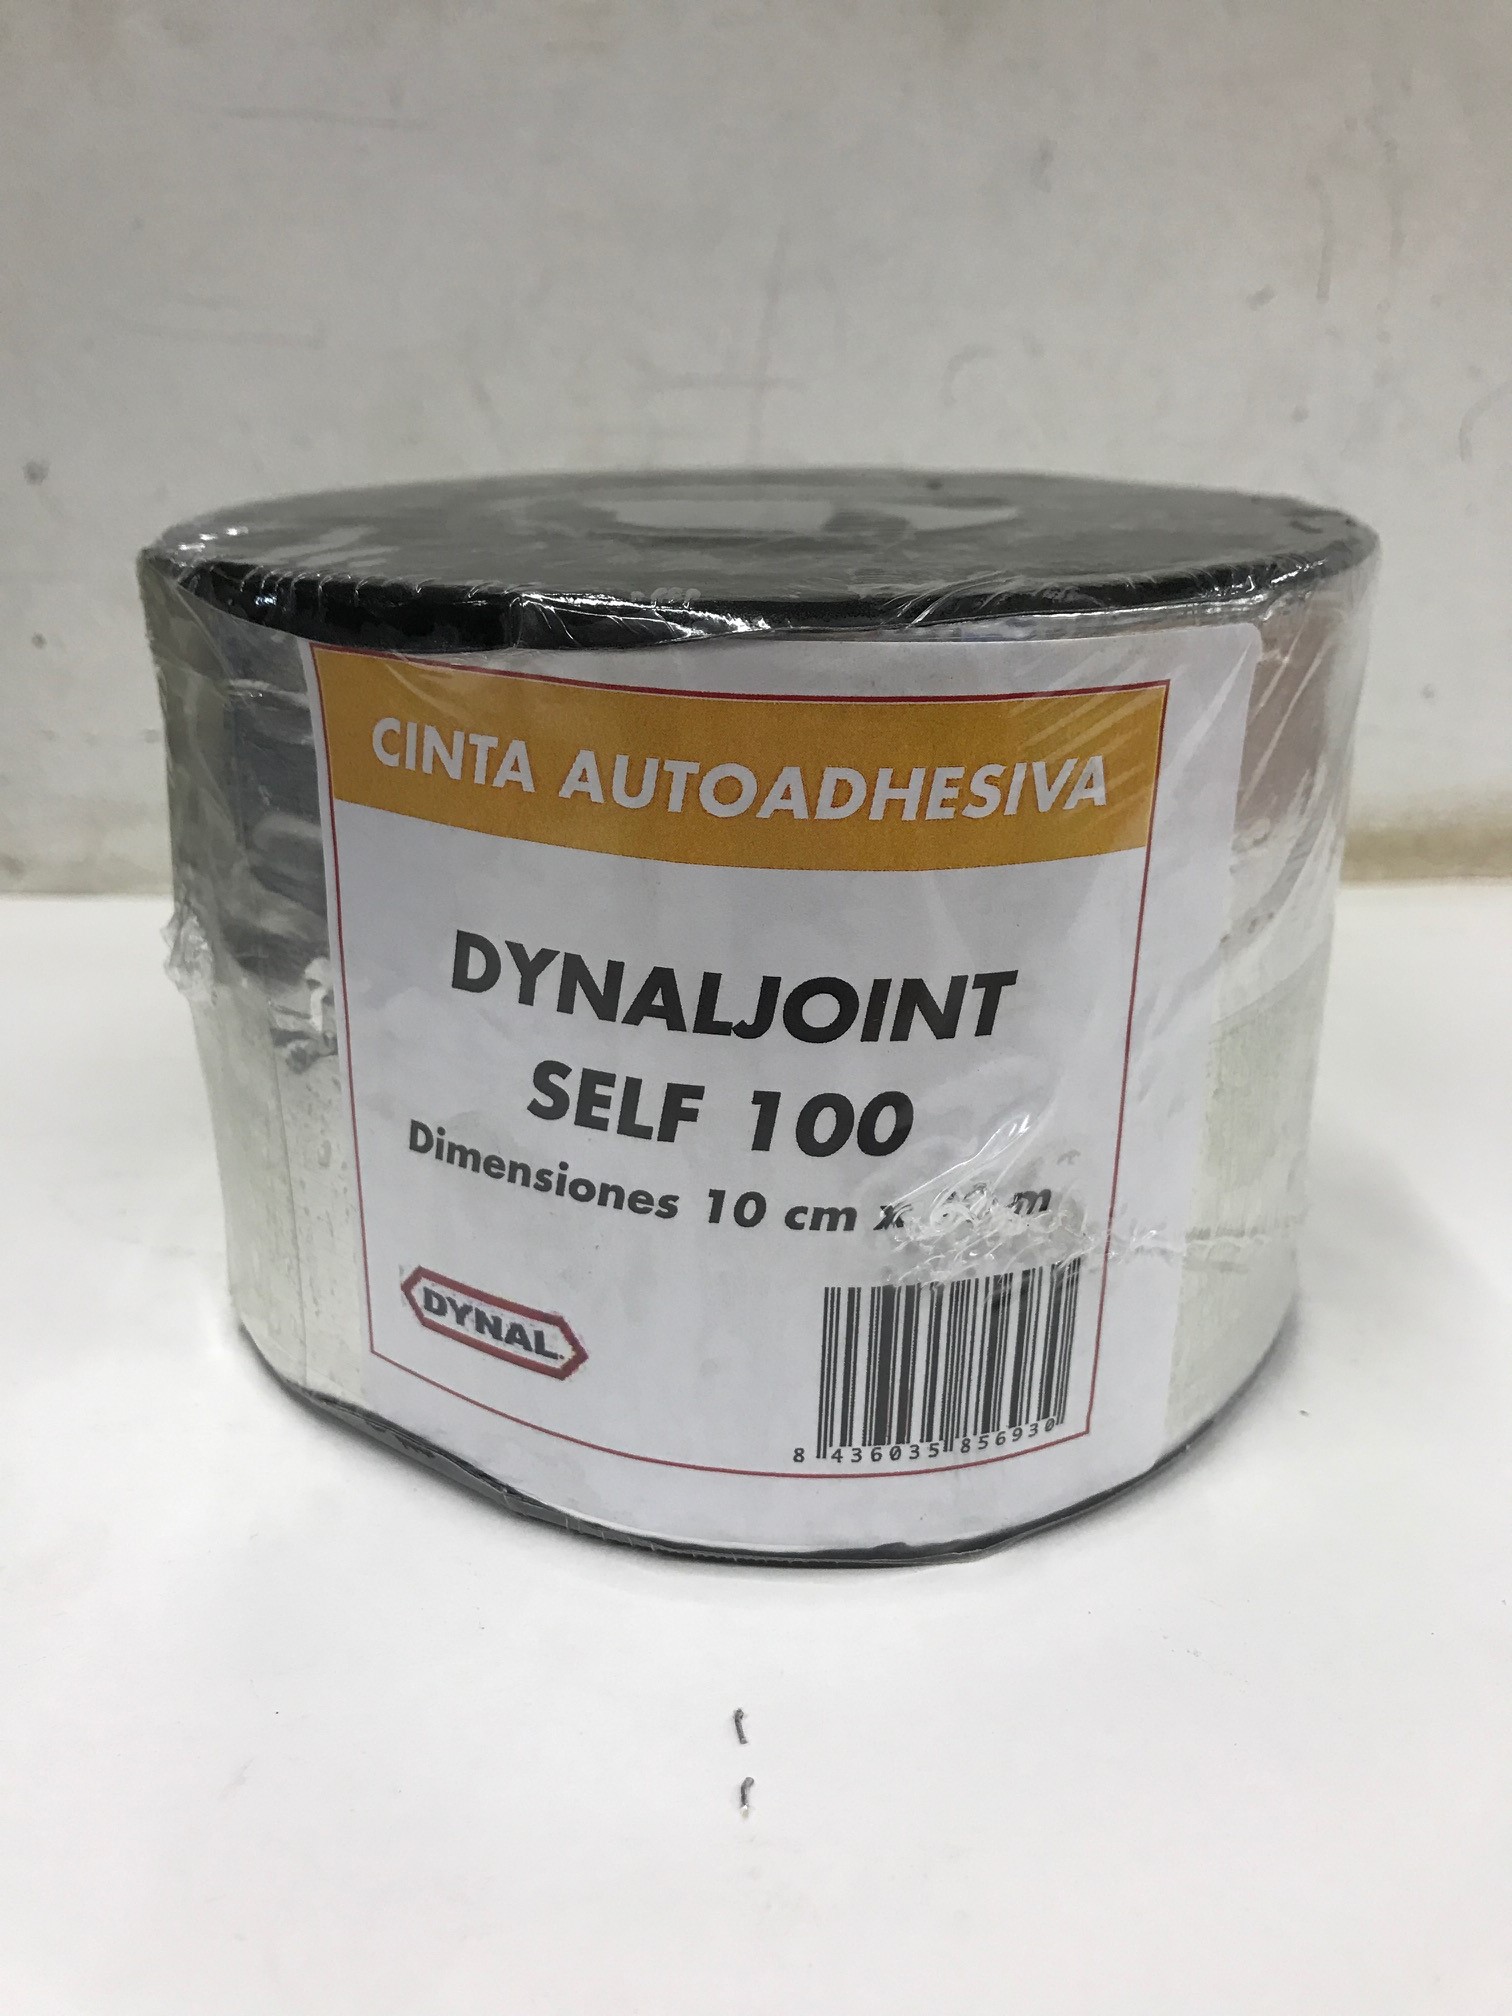 CINTA AUTOADHESIVA
DYNALJOINT
SELF 100
Dimensiones 10 cm x m
DYNAL
8 436035 856930